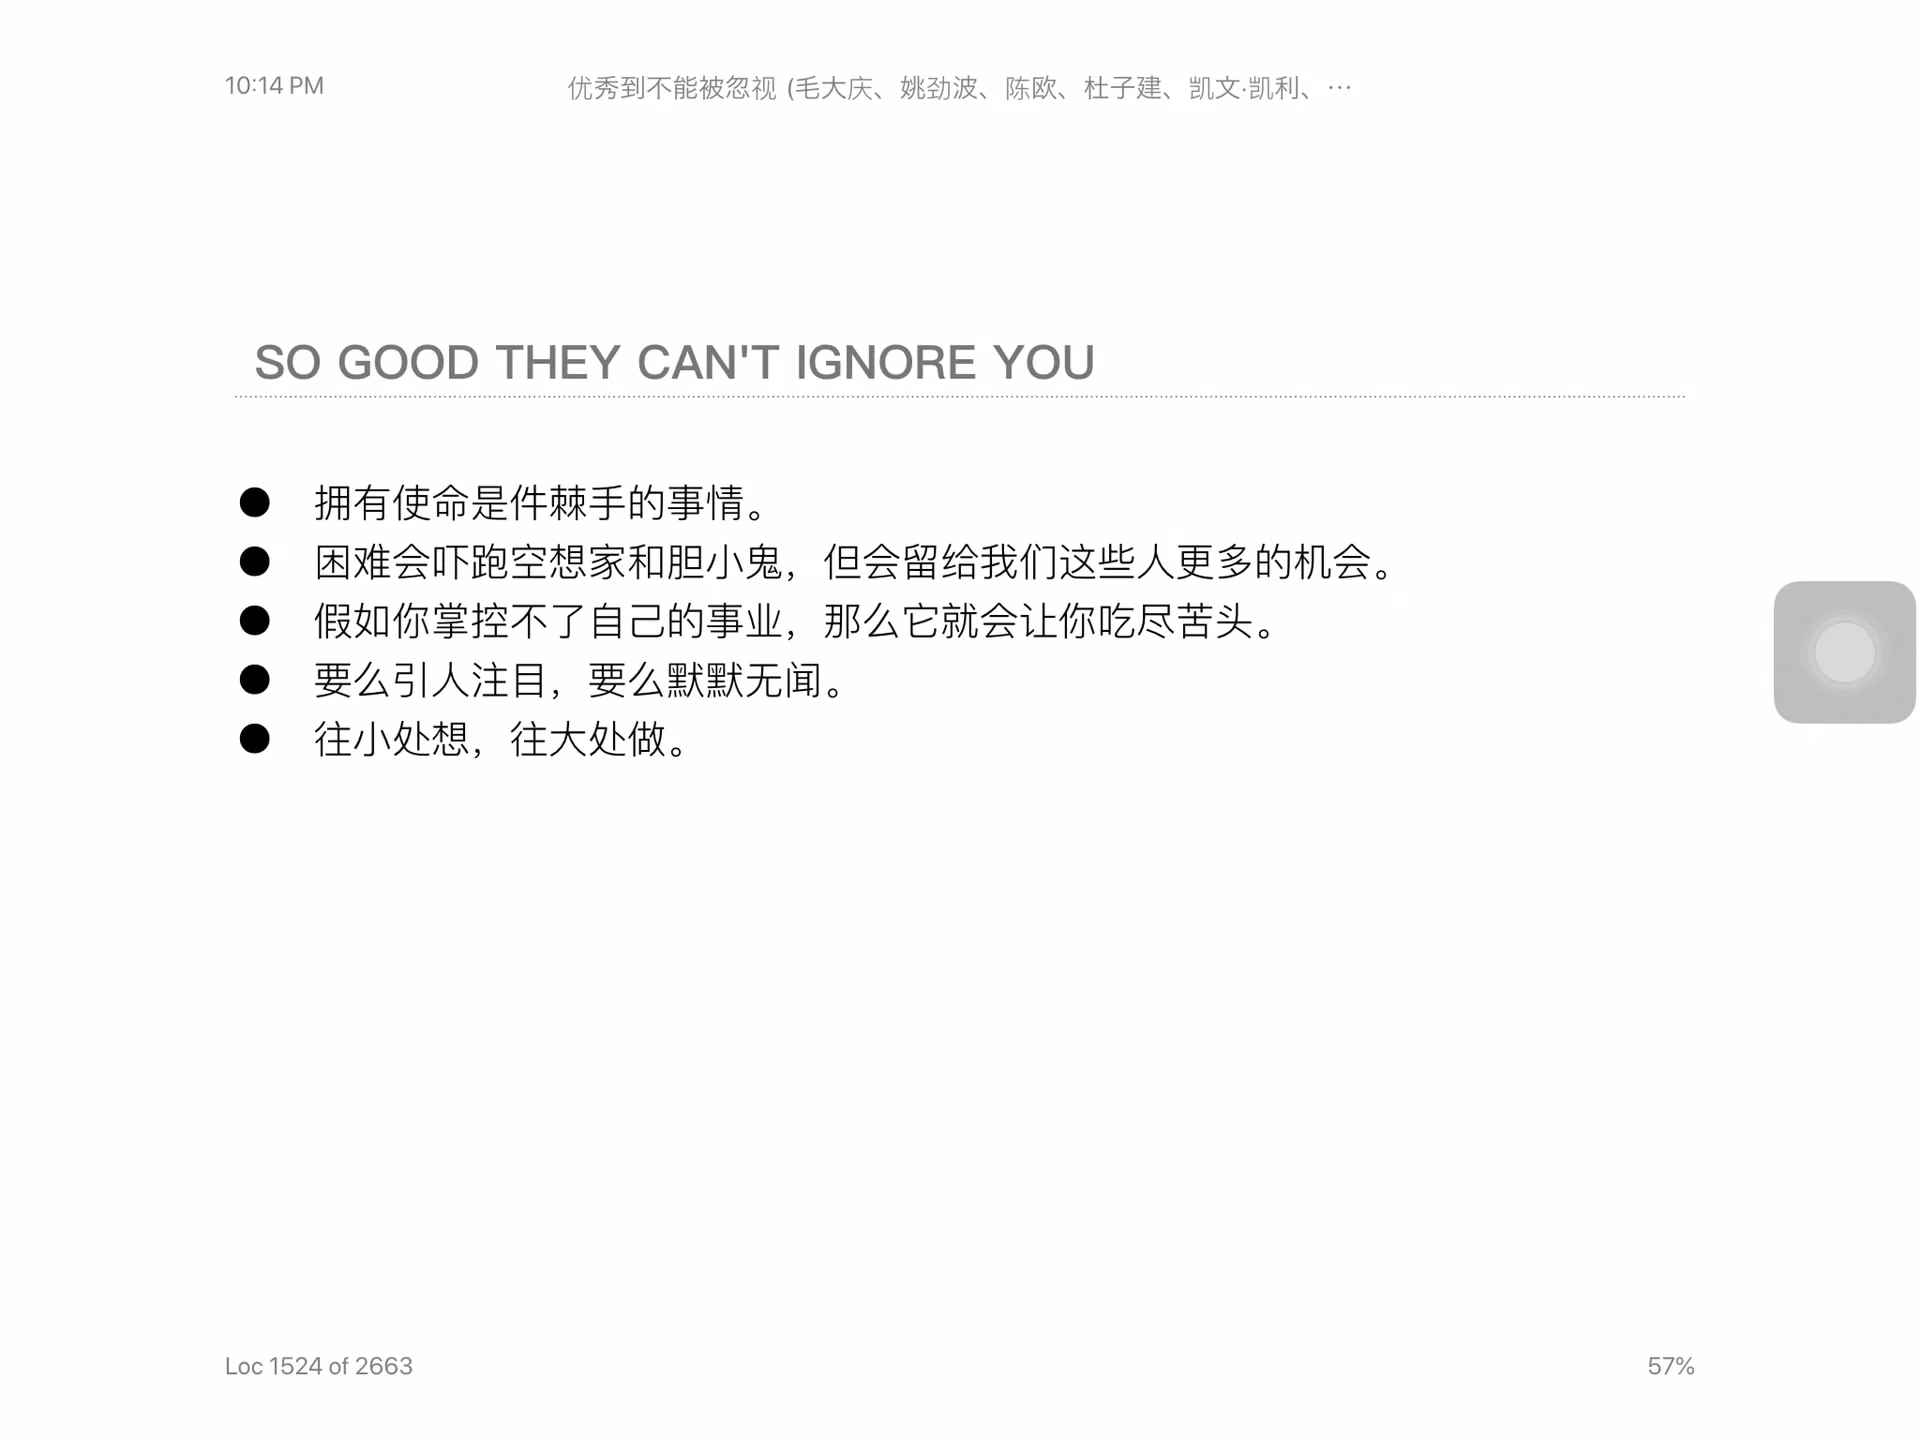 10:14 PM
优秀到不能被忽视 (毛大庆、姚劲波、陈欧、杜子建、凯文·凯利、…
SO GOOD THEY CAN'T IGNORE YOU
● 拥有使命是件棘手的事情。
● 困难会吓跑空想家和胆小鬼，但会留给我们这些人更多的机会。
● 假如你掌控不了自己的事业，那么它就会让你吃尽苦头。
● 要么引人注目，要么默默无闻。
● 往小处想，往大处做。
Loc 1524 of 2663
57%